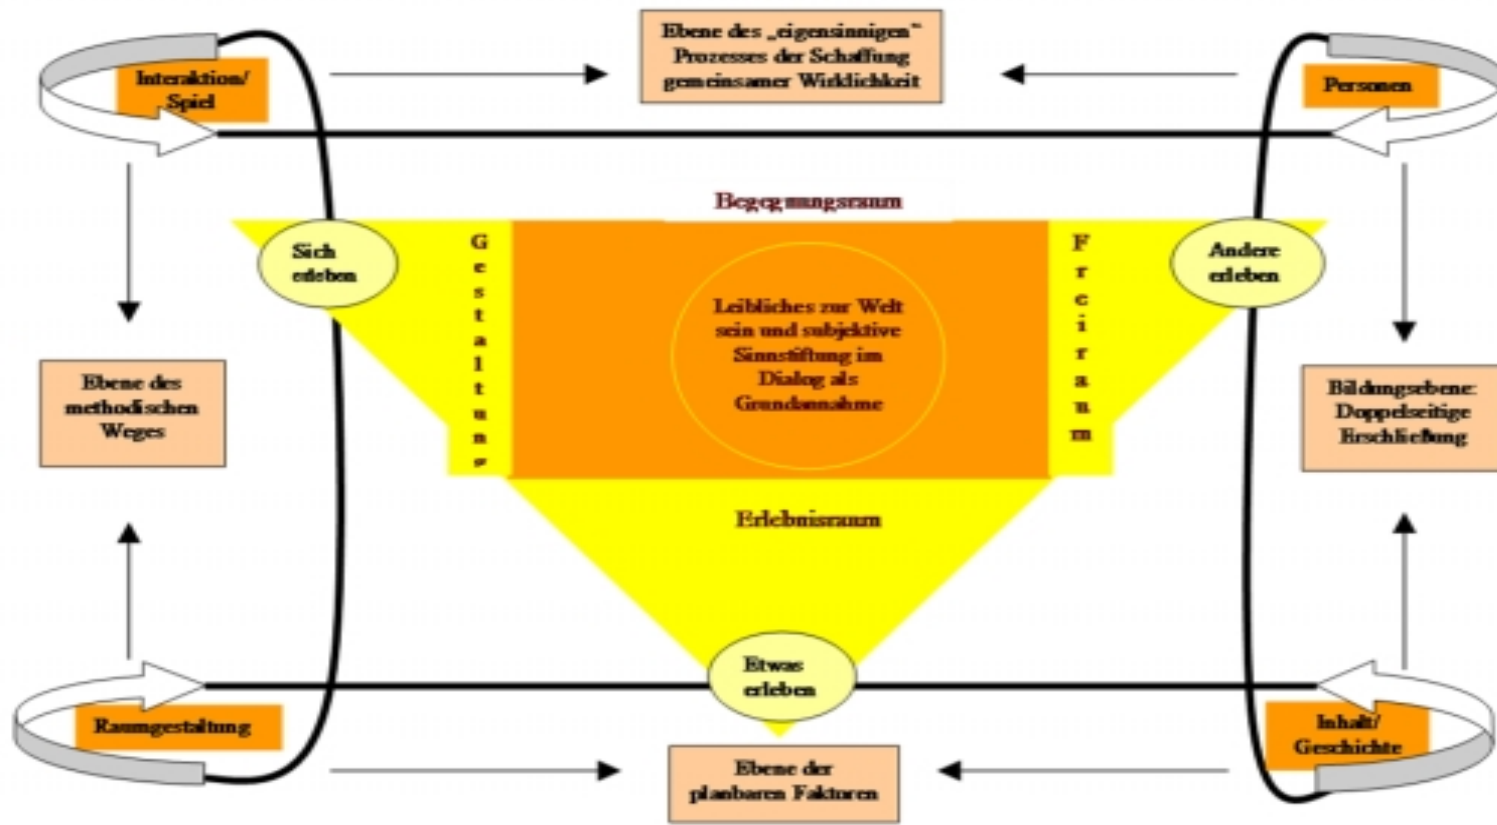 Ebene des „eigensinnigen“
Prozesses der Schaffung
gemeinsamer Wirklichkeit
Interaktion/
Spiel
Personen
Begegnungsraum
Sich
erleben
Gestaltung
Leibliches zur Welt
sein und subjektive
Sinnstiftung im
Dialog als
Grundannahme
Freiraum
Andere
erleben
Ebene des
methodischen
Weges
Bildungsebene:
Doppelseitige
Erschließung
Erlebnisraum
Etwas
erleben
Raumgestaltung
Inhalt/
Geschichte
Ebene der
planbaren Faktoren